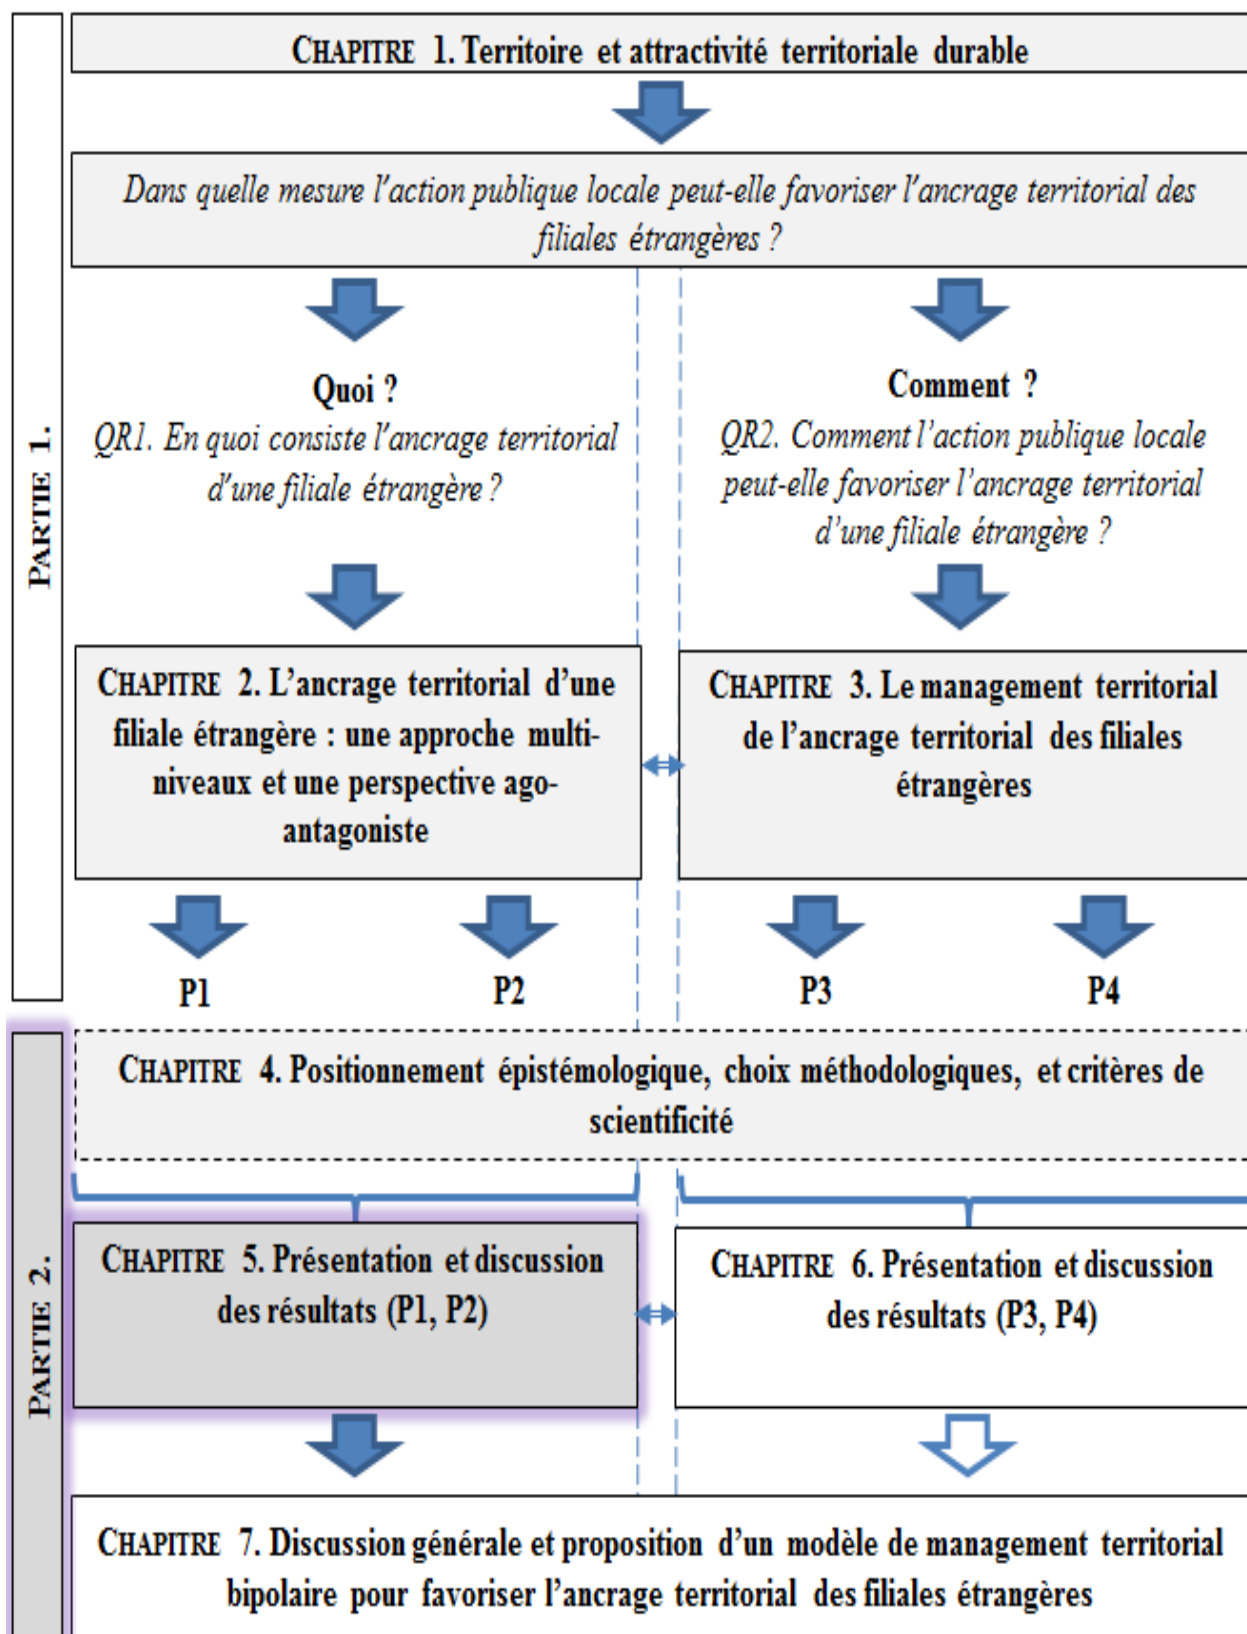 CHAPITRE 1. Territoire et attractivité territoriale durable
Dans quelle mesure l'action publique locale peut-elle favoriser l'ancrage territorial des
filiales étrangères ?
PARTIE 1.
Quoi ?
QR1. En quoi consiste l'ancrage territorial
d'une filiale étrangère ?
Comment ?
QR2. Comment l'action publique locale
peut-elle favoriser l'ancrage territorial
d'une filiale étrangère ?
CHAPITRE 2. L'ancrage territorial d'une
filiale étrangère : une approche multi-
niveaux et une perspective ago-
antagoniste
CHAPITRE 3. Le management territorial
de l'ancrage territorial des filiales
étrangères
P1
P2
P3
P4
CHAPITRE 4. Positionnement épistémologique, choix méthodologiques, et critères de
scientificité
PARTIE 2.
CHAPITRE 5. Présentation et discussion
des résultats (P1, P2)
CHAPITRE 6. Présentation et discussion
des résultats (P3, P4)
CHAPITRE 7. Discussion générale et proposition d'un modèle de management territorial
bipolaire pour favoriser l'ancrage territorial des filiales étrangères